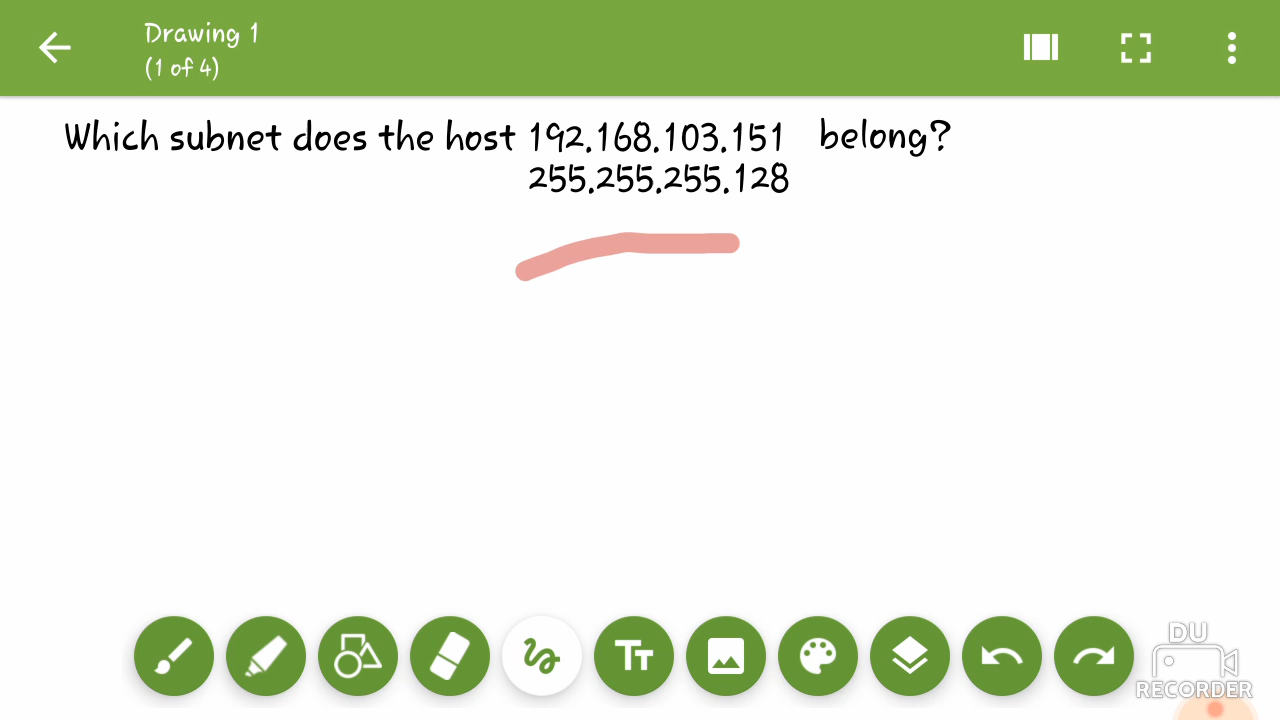 Drawing 1
(1 of 4)
Which subnet does the host 192.168.103.151 belong?
255.255.255.128
Tт
DU
RECORDER